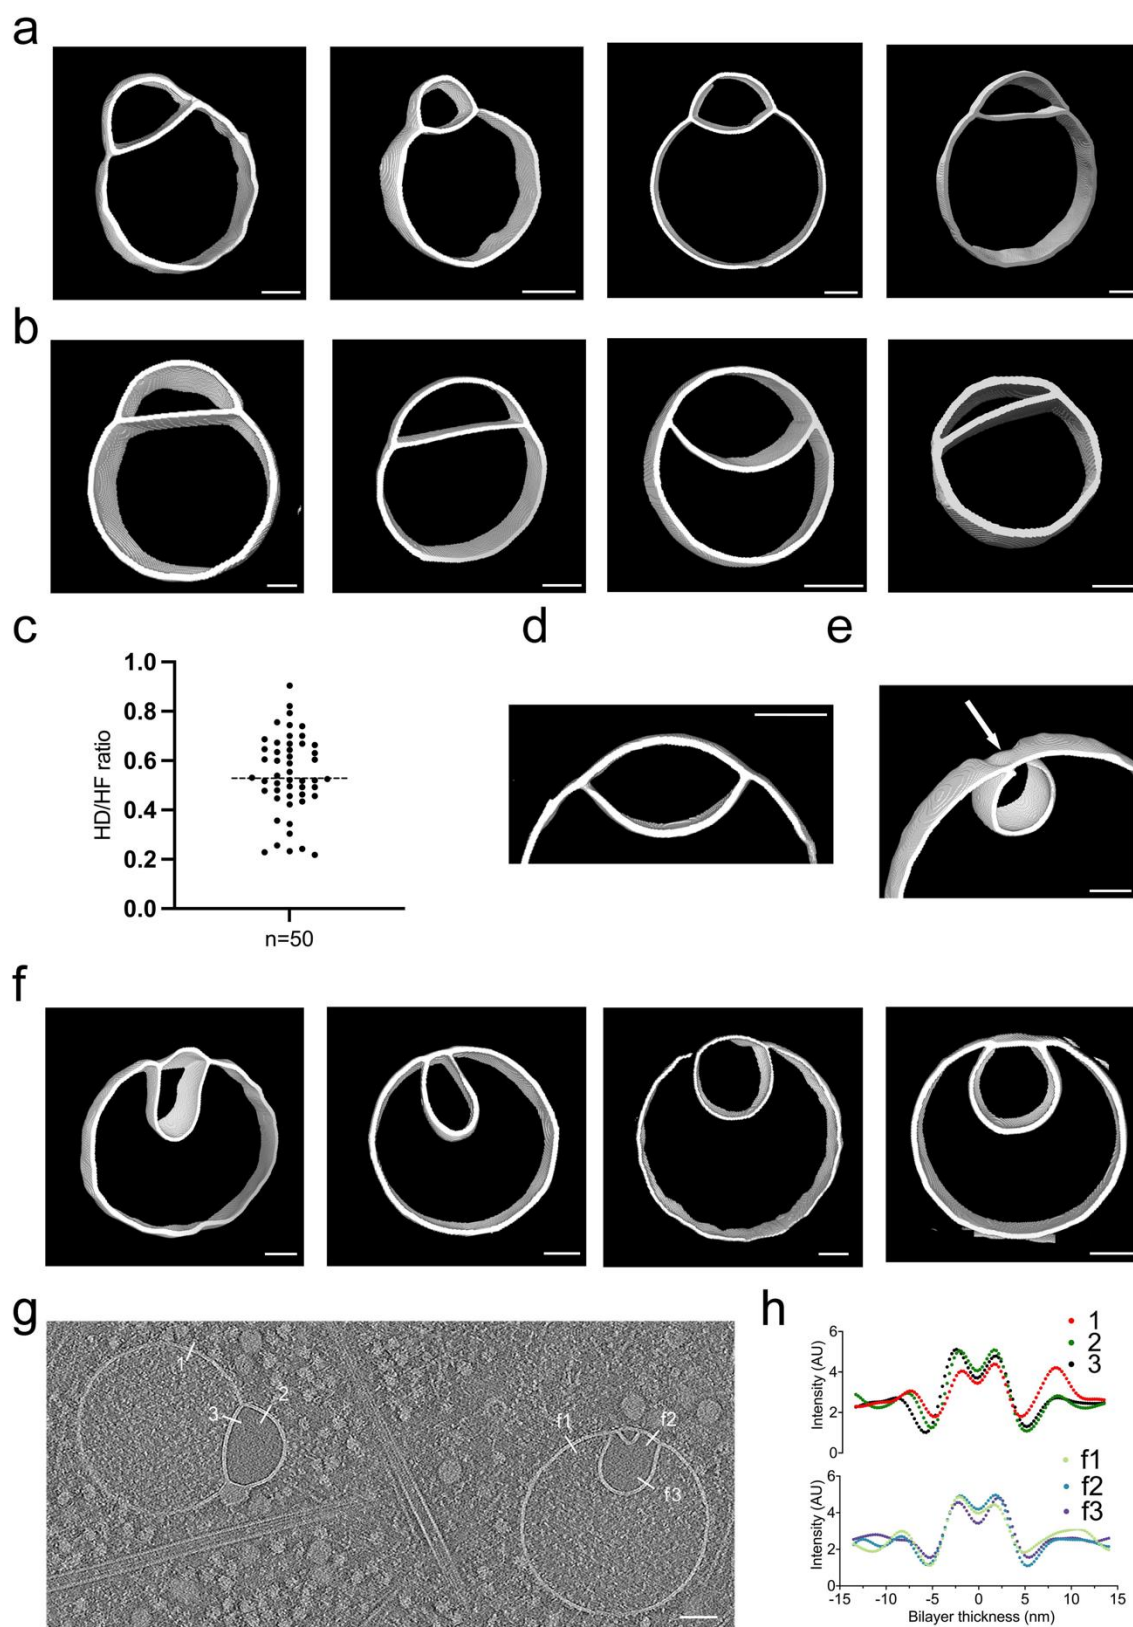 a
b
c
d
e
1.0
0.8
0.6
0.4
0.2
0.0
HD/HF ratio
n=50
f
g
1
2
3
f1
f2
f3
h
1
2
3
6
4
2
0
Intensity (AU)
f1
f2
f3
6
4
2
0
Intensity (AU)
-15 -10 -5 0 5 10 15
Bilayer thickness (nm)